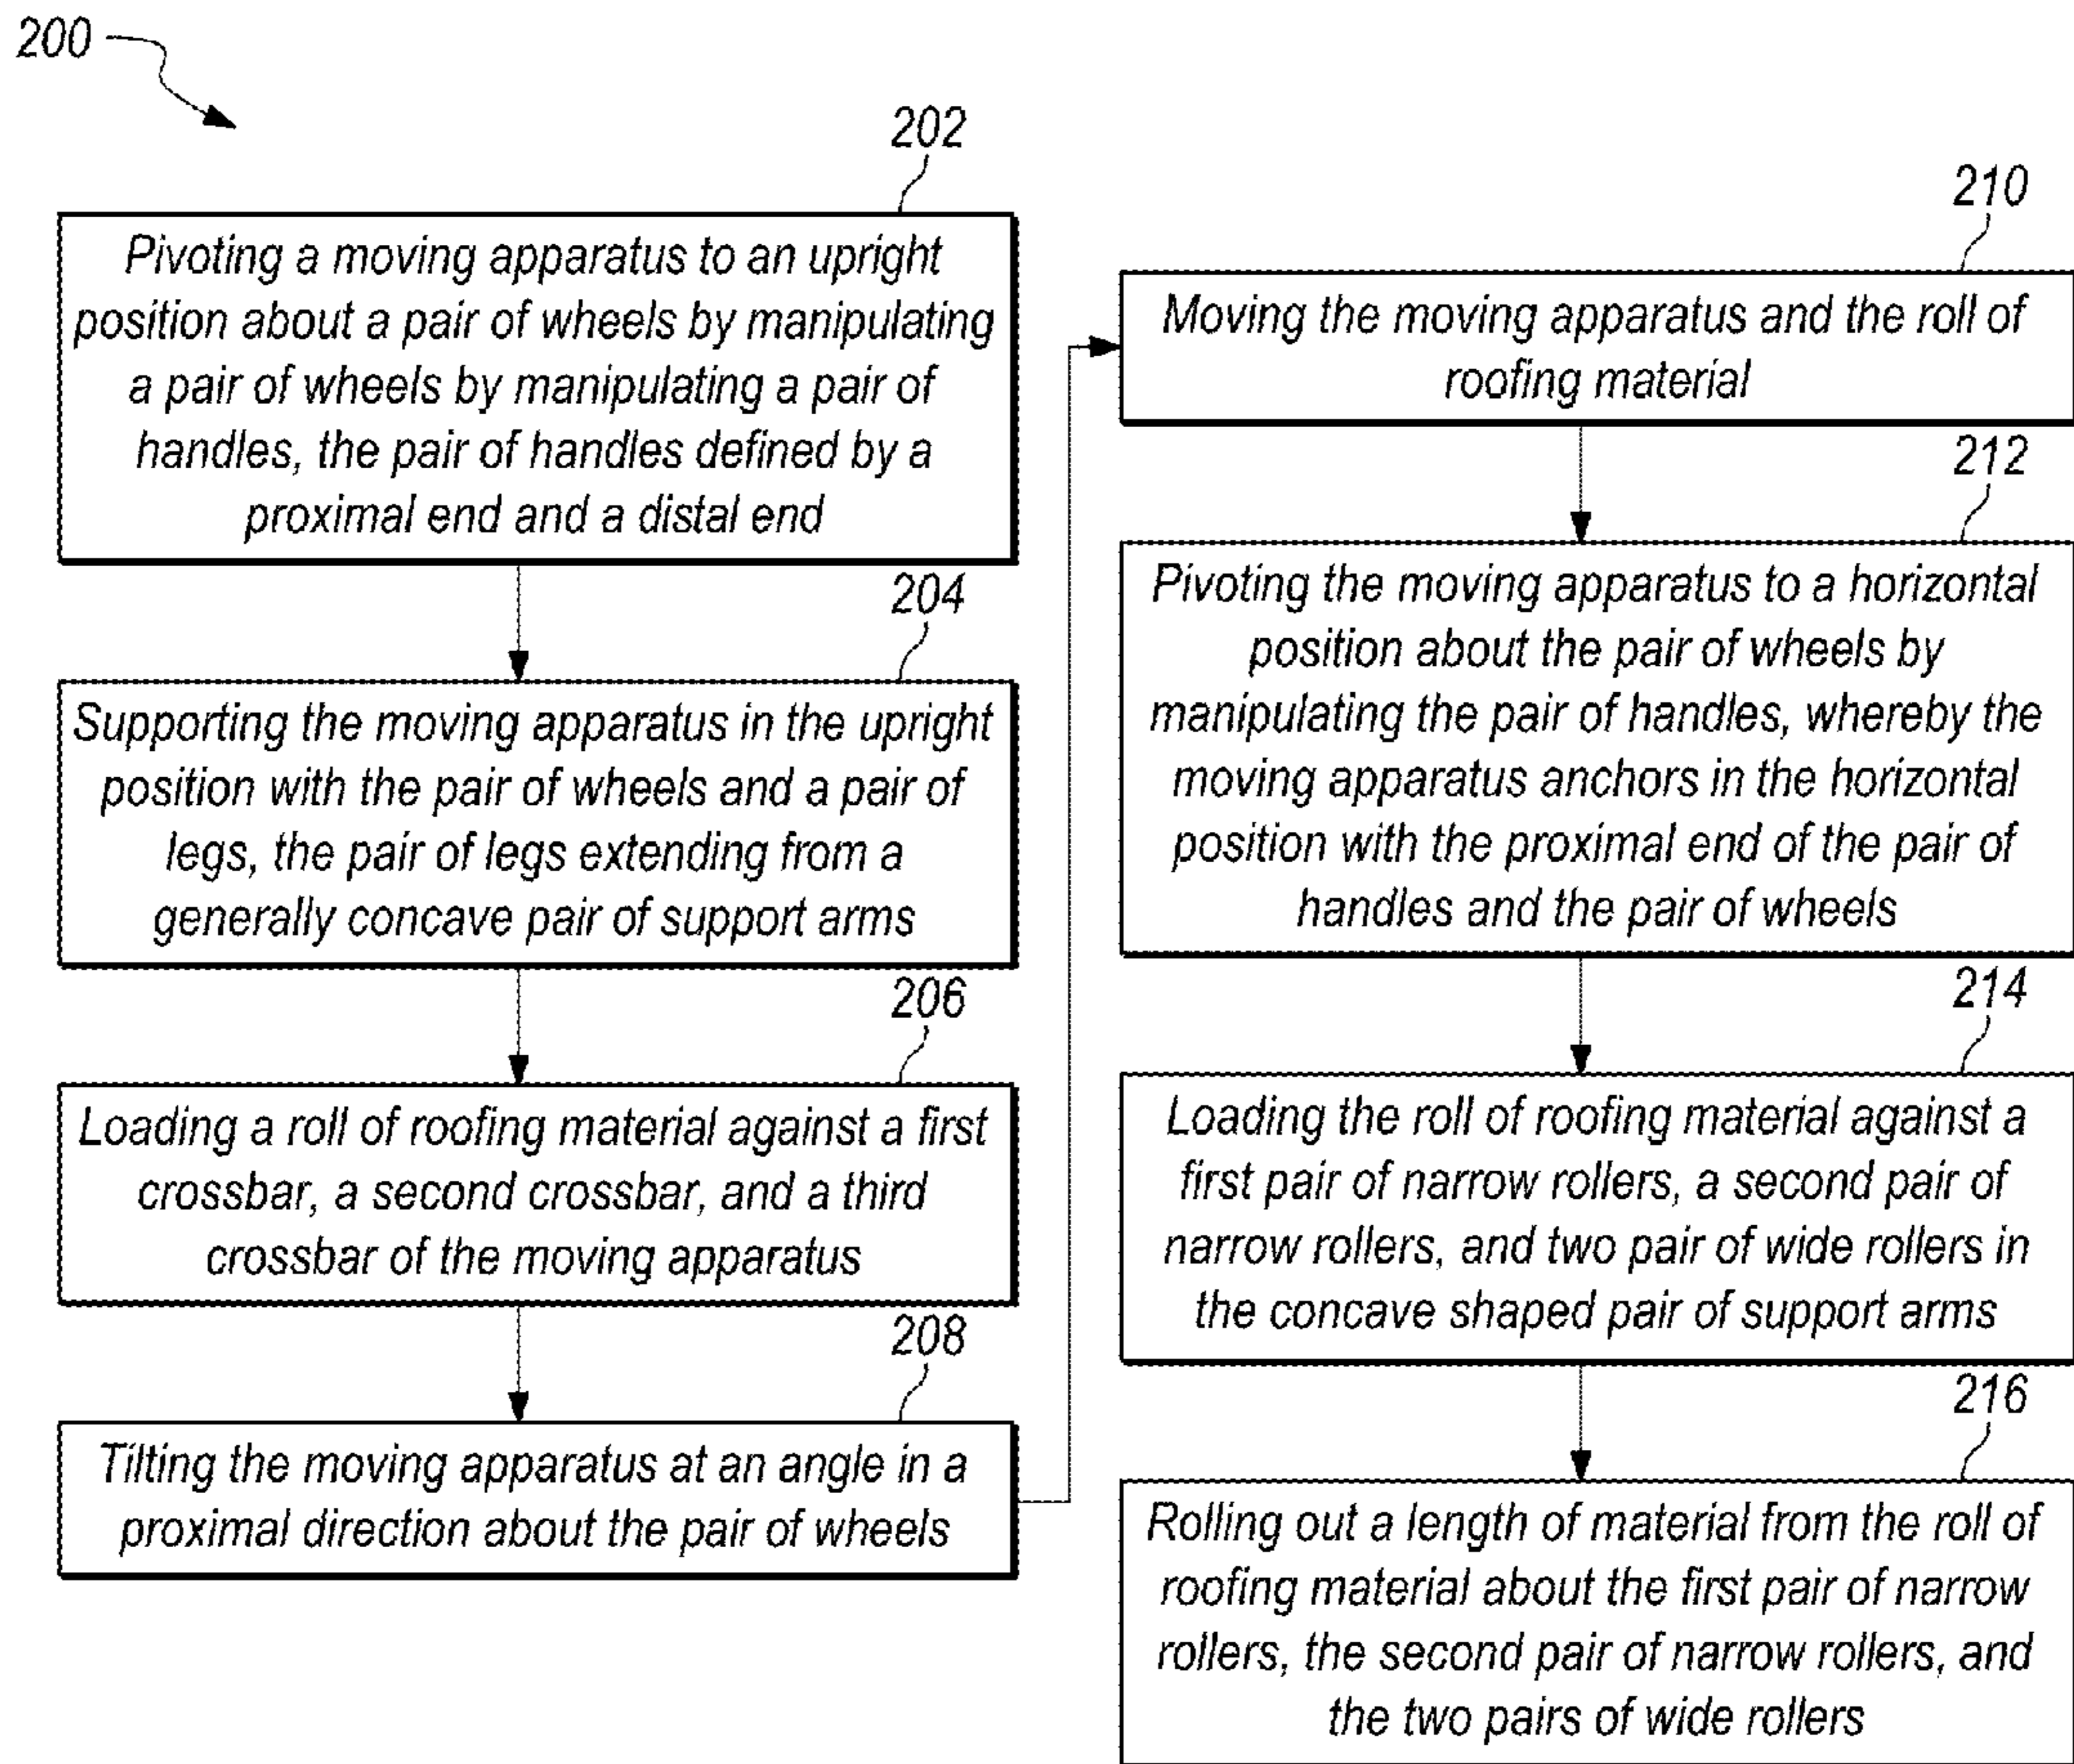 200
202
Pivoting a moving apparatus to an upright
position about a pair of wheels by manipulating
a pair of wheels by manipulating a pair of
handles, the pair of handles defined by a
proximal end and a distal end
204
Supporting the moving apparatus in the upright
position with the pair of wheels and a pair of
legs, the pair of legs extending from a
generally concave pair of support arms
206
Loading a roll of roofing material against a first
crossbar, a second crossbar, and a third
crossbar of the moving apparatus
208
Tilting the moving apparatus at an angle in a
proximal direction about the pair of wheels
210
Moving the moving apparatus and the roll of
roofing material
212
Pivoting the moving apparatus to a horizontal
position about the pair of wheels by
manipulating the pair of handles, whereby the
moving apparatus anchors in the horizontal
position with the proximal end of the pair of
handles and the pair of wheels
214
Loading the roll of roofing material against a
first pair of narrow rollers, a second pair of
narrow rollers, and two pair of wide rollers in
the concave shaped pair of support arms
216
Rolling out a length of material from the roll of
roofing material about the first pair of narrow
rollers, the second pair of narrow rollers, and
the two pairs of wide rollers